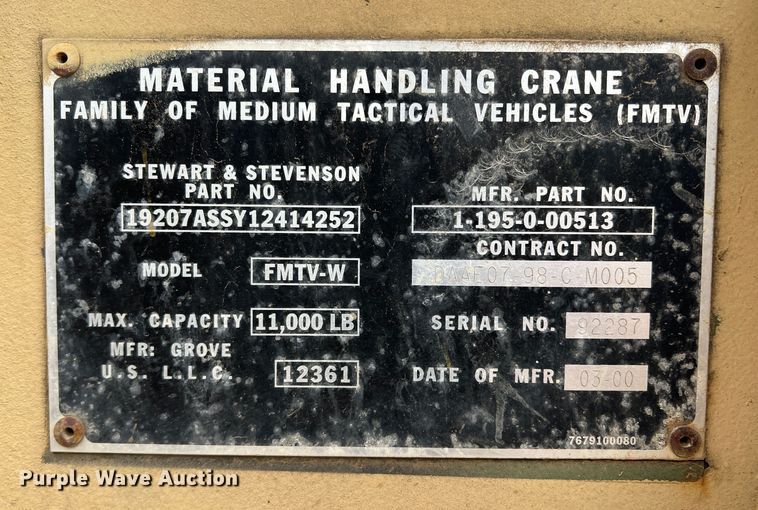 MATERIAL HANDLING CRANE
FAMILY OF MEDIUM TACTICAL VEHICLES (FMTV)
STEWART & STEVENSON
PART NO.
19207ASSY12414252
MODEL FMTV-W
MAX. CAPACITY 11,000 LB
MFR: GROVE
U.S. L.L.C. 12361
MFR. PART NO.
1-195-0-00513
CONTRACT NO.
DAAE07-98-C-M005
SERIAL NO. 92287
DATE OF MFR. 03-00
7679100080
Purple Wave Auction